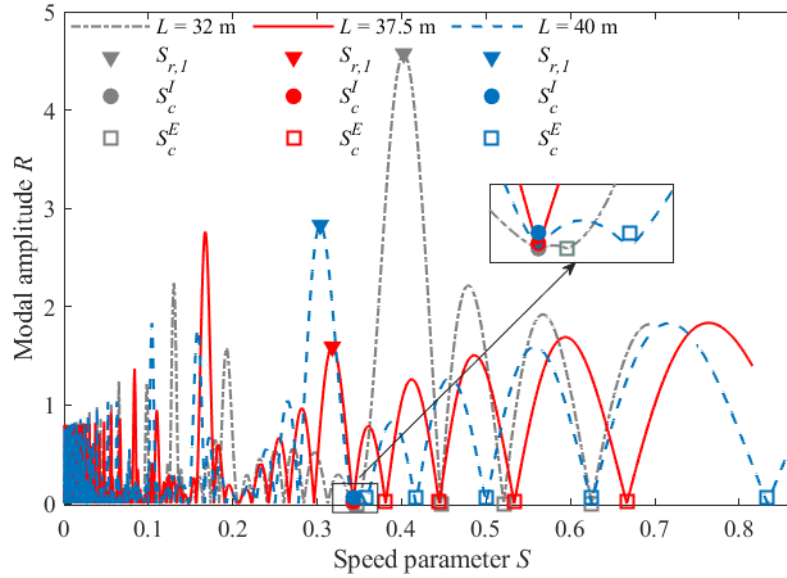 L = 32 m L = 37.5 m L = 40 m
S_{r,1} S_{r,1} S_{r,1}
S_c^I S_c^I S_c^I
S_c^E S_c^E S_c^E
5
4
3
2
1
0
Modal amplitude R
0 0.1 0.2 0.3 0.4 0.5 0.6 0.7 0.8
Speed parameter S